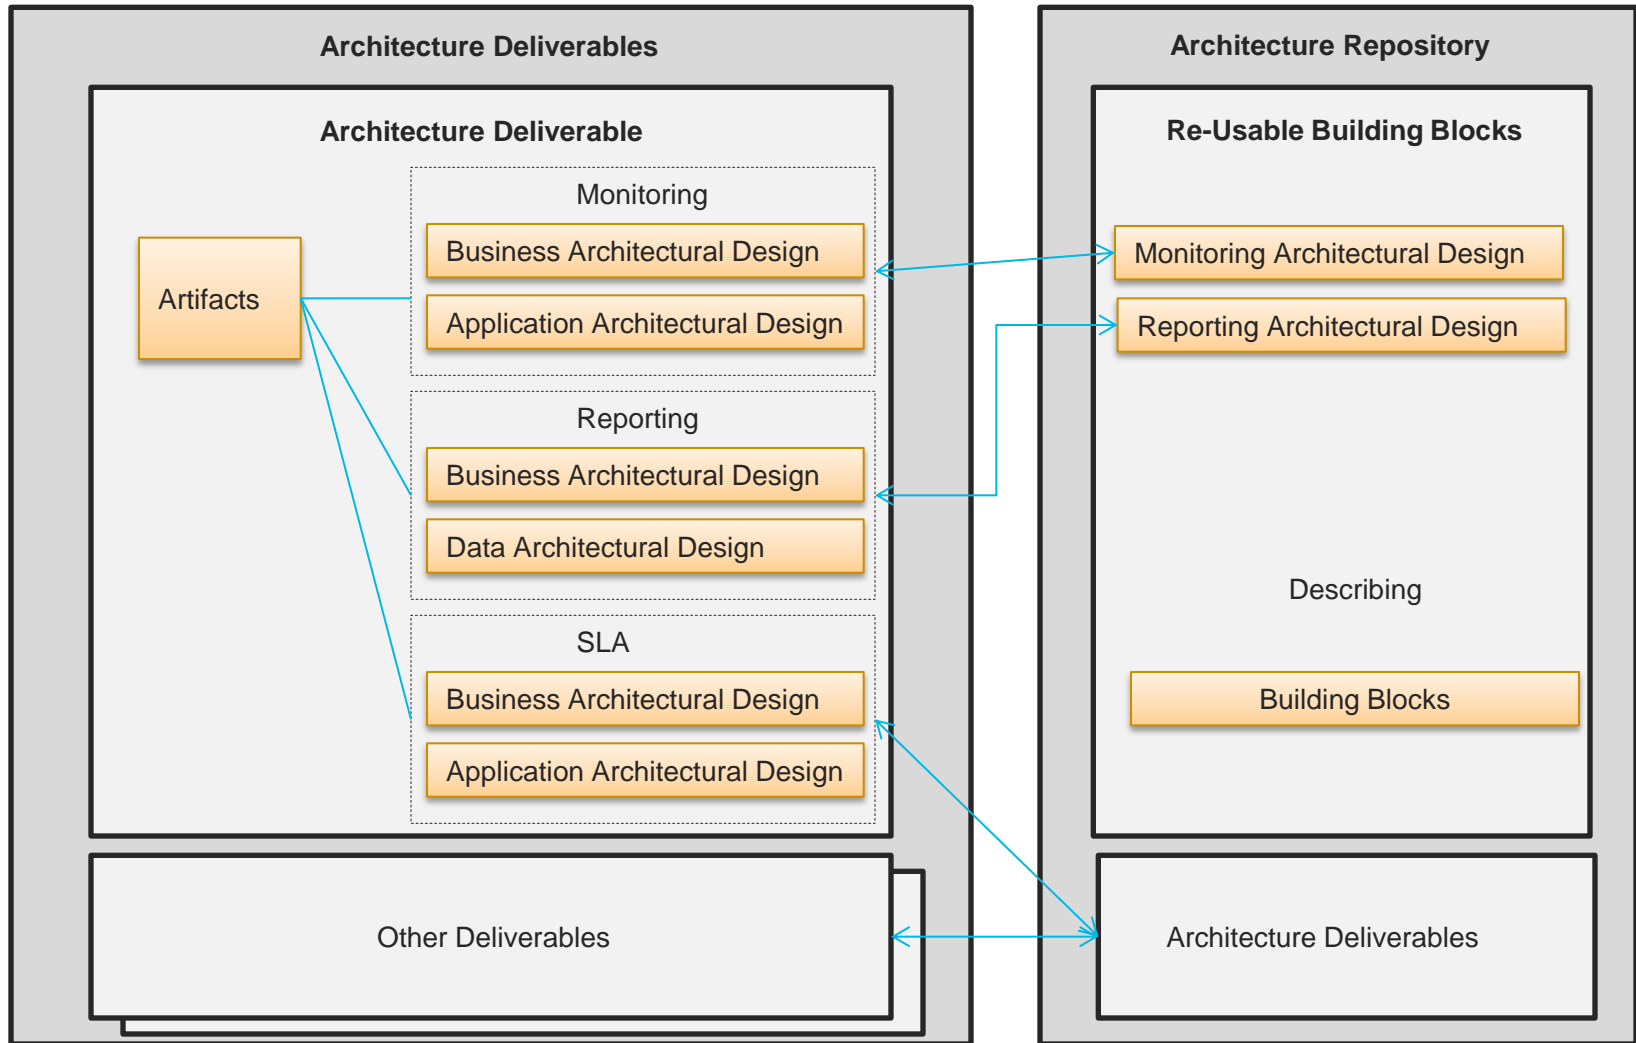 Architecture Deliverables
Architecture Deliverable
Artifacts
Monitoring
Business Architectural Design
Application Architectural Design
Reporting
Business Architectural Design
Data Architectural Design
SLA
Business Architectural Design
Application Architectural Design
Other Deliverables
Architecture Repository
Re-Usable Building Blocks
Monitoring Architectural Design
Reporting Architectural Design
Describing
Building Blocks
Architecture Deliverables